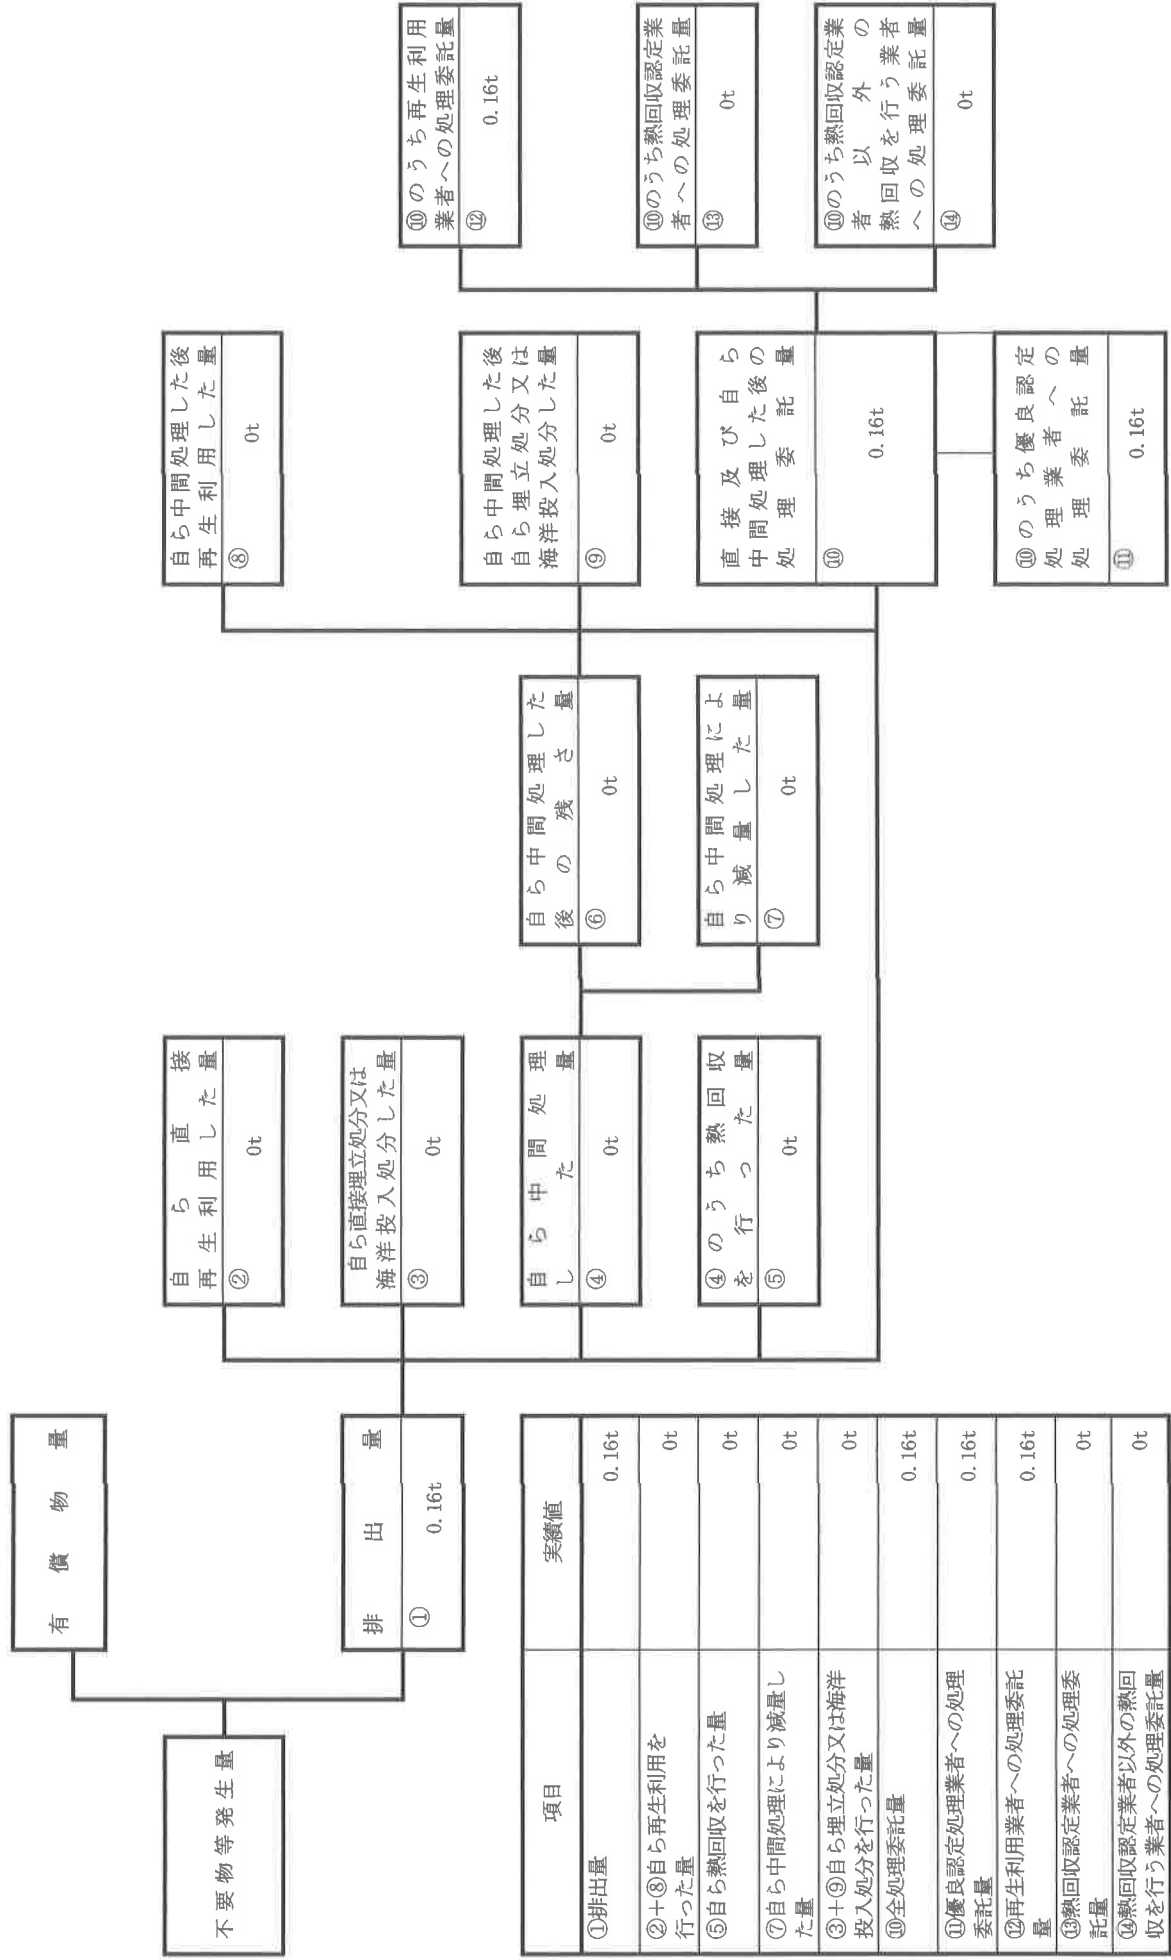 不要物等発生量
有償物量
排出量
① 0.16t
自ら直接
再生利用した量
② 0t
自ら直接埋立処分又は
海洋投入処分した量
③ 0t
自ら中間処理
した量
④ 0t
④のうち熱回収
を行った量
⑤ 0t
自ら中間処理した
後の残さ量
⑥ 0t
自ら中間処理によ
り減量した量
⑦ 0t
自ら中間処理した後
再生利用した量
⑧ 0t
自ら中間処理した後
自ら埋立処分又は
海洋投入処分した量
⑨ 0t
直接及び自ら
中間処理した後の
処理委託量
⑩ 0.16t
⑩のうち優良認定
処理業者への
処理委託量
⑪ 0.16t
⑩のうち再生利用
業者への処理委託量
⑫ 0.16t
⑩のうち熱回収認定業
者への処理委託量
⑬ 0t
⑩のうち熱回収認定業
者以外の
熱回収を行う業者
への処理委託量
⑭ 0t
項目 実績値
①排出量 0.16t
②+⑧自ら再生利用を
行った量 0t
⑤自ら熱回収を行った量 0t
⑦自ら中間処理により減量し
た量 0t
③+⑨自ら埋立処分又は海洋
投入処分を行った量 0t
⑩全処理委託量 0.16t
⑪優良認定処理業者への処理
委託量 0.16t
⑫再生利用業者への処理委託
量 0.16t
⑬熱回収認定業者への処理委
託量 0t
⑭熱回収認定業者以外の熱回
収を行う業者への処理委託量 0t